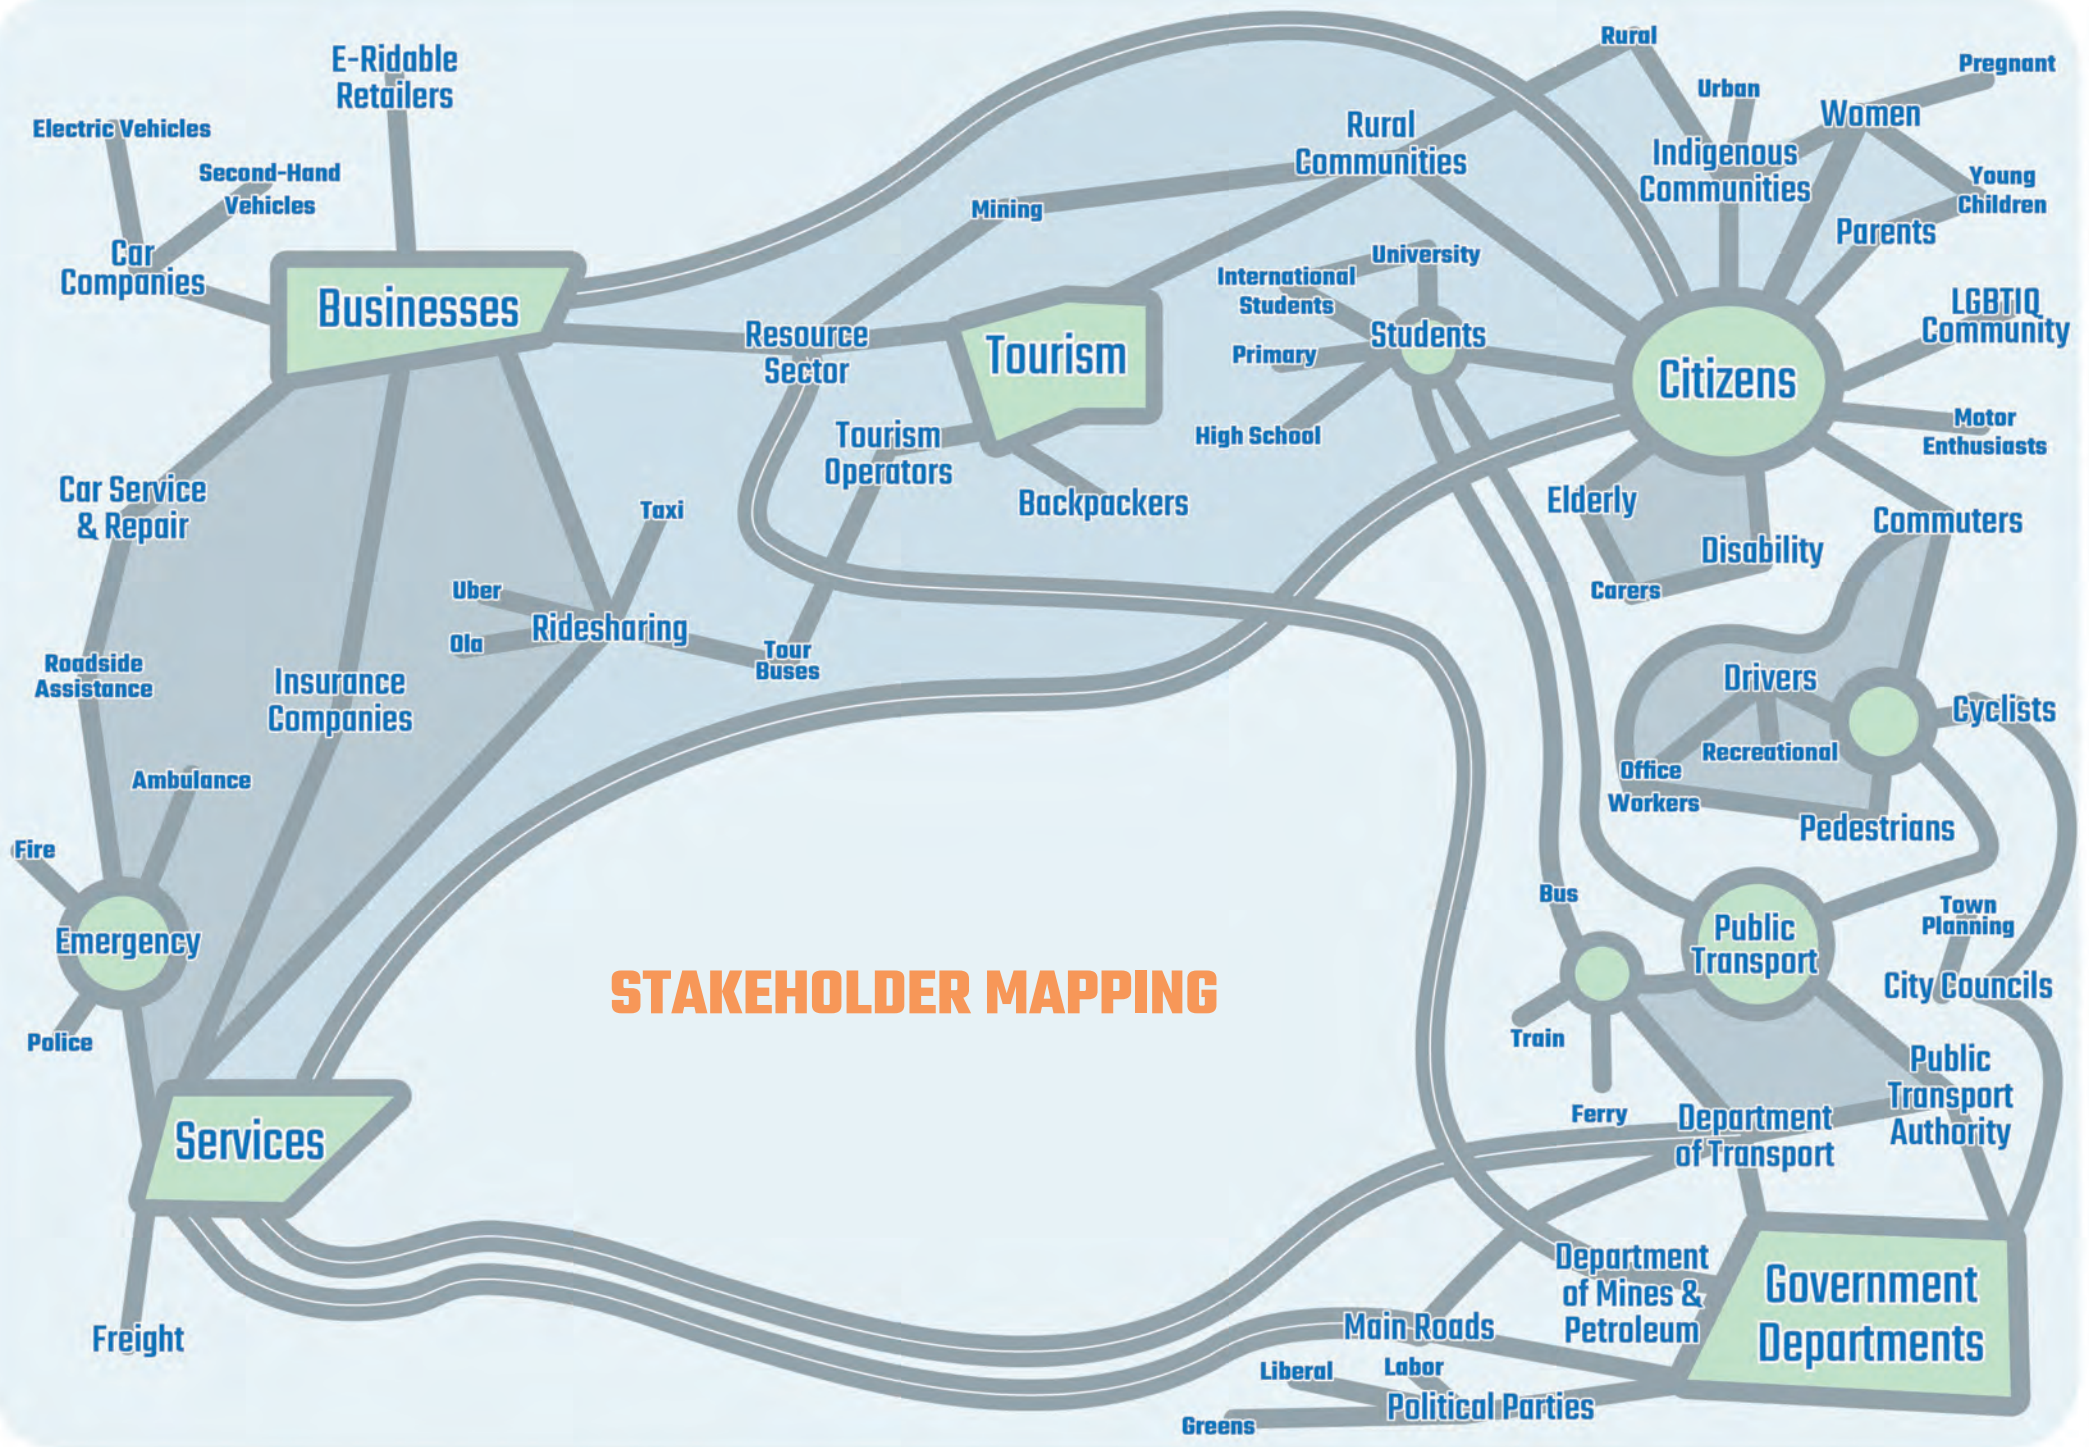 E-Ridable
Retailers
Electric Vehicles
Second-Hand
Vehicles
Car
Companies
Businesses
Rural
Pregnant
Urban
Women
Rural
Communities
Indigenous
Communities
Young
Children
Mining
Parents
University
International
Students
Students
Primary
High School
Resource
Sector
Tourism
Citizens
LGBTIQ
Community
Motor
Enthusiasts
Tourism
Operators
Backpackers
Elderly
Disability
Carers
Commuters
Car Service
& Repair
Taxi
Uber
Ola
Ridesharing
Tour
Buses
Roadside
Assistance
Insurance
Companies
Drivers
Recreational
Office
Workers
Cyclists
Pedestrians
Ambulance
Fire
Emergency
Police
STAKEHOLDER MAPPING
Bus
Public
Transport
Town
Planning
City Councils
Train
Ferry
Public
Transport
Authority
Department
of Transport
Services
Freight
Department
of Mines &
Petroleum
Government
Departments
Main Roads
Liberal
Labor
Political Parties
Greens